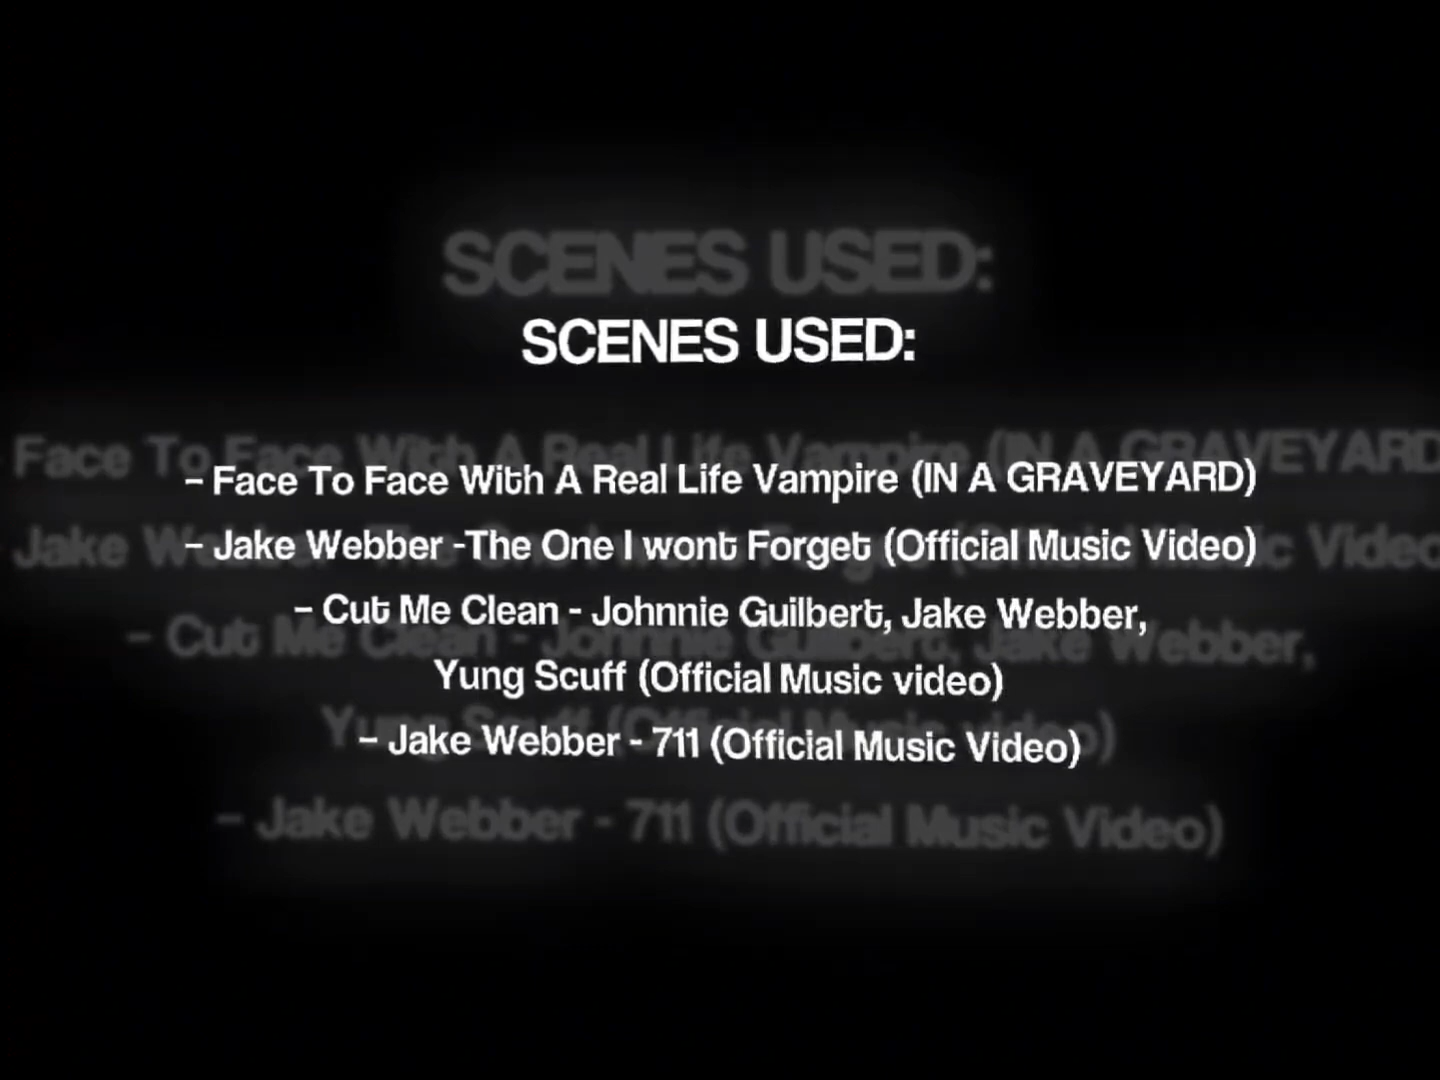 SCENES USED:
– Face To Face With A Real Life Vampire (IN A GRAVEYARD)
– Jake Webber -The One I wont Forget (Official Music Video)
– Cut Me Clean - Johnnie Guilbert, Jake Webber,
Yung Scuff (Official Music video)
– Jake Webber - 711 (Official Music Video)